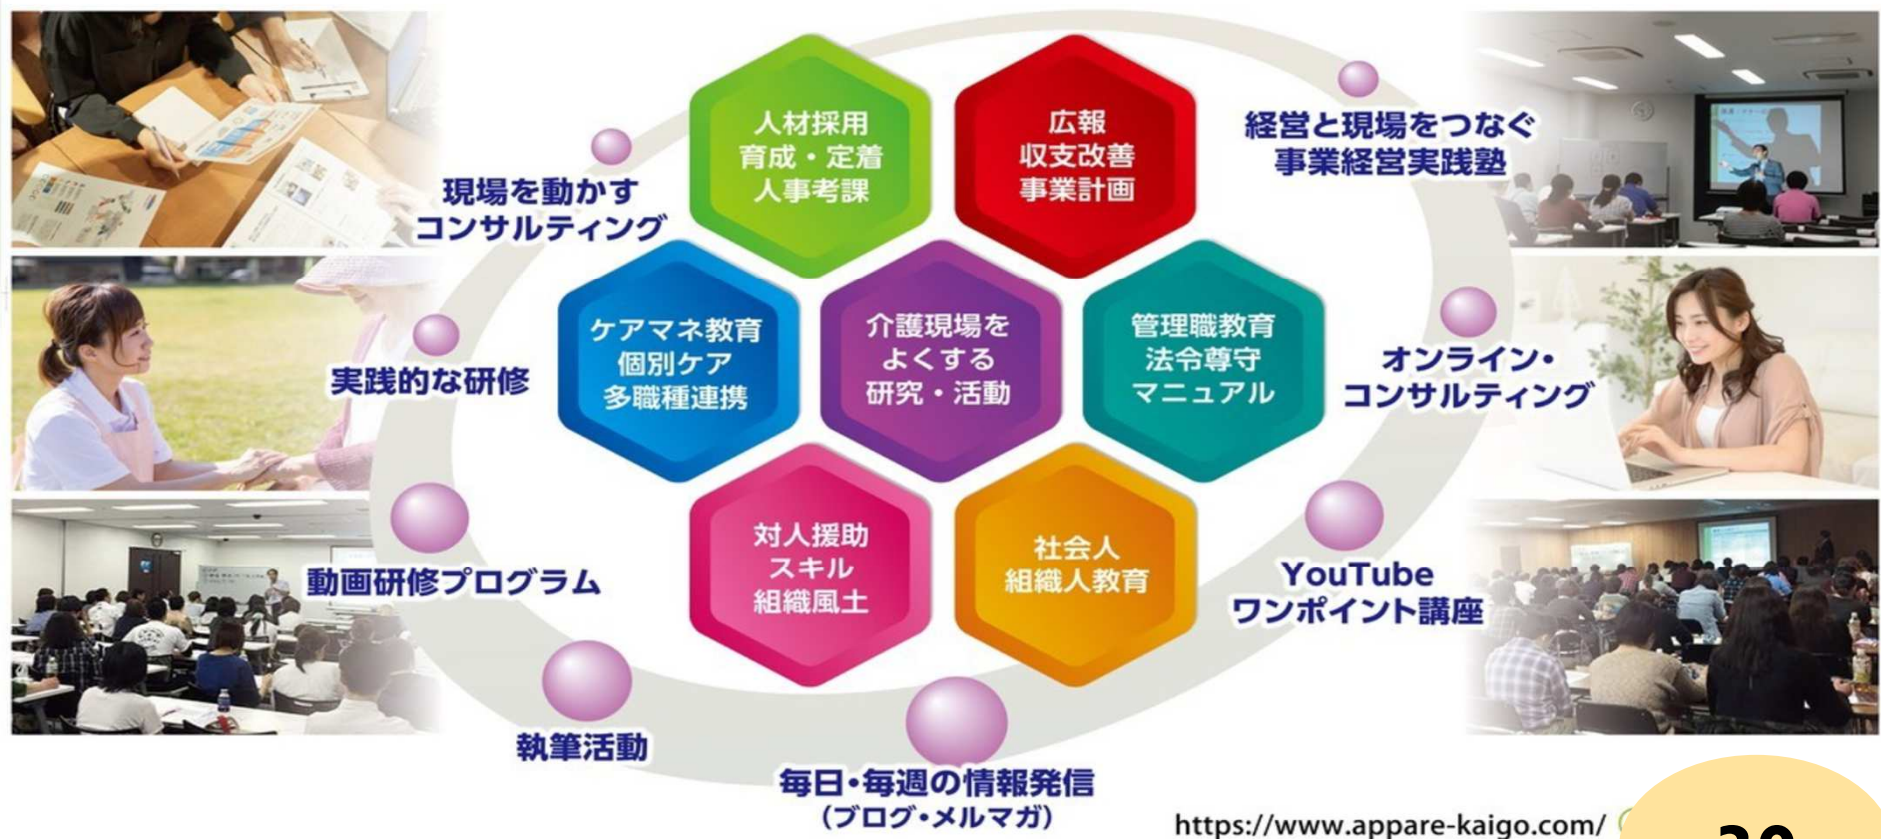 人材採用
育成・定着
人事考課
広報
収支改善
事業計画
経営と現場をつなぐ
事業経営実践塾
現場を動かす
コンサルティング
ケアマネ教育
個別ケア
多職種連携
介護現場を
よくする
研究・活動
管理職教育
法令尊守
マニュアル
実践的な研修
オンライン・
コンサルティング
対人援助
スキル
組織風土
社会人
組織人教育
動画研修プログラム
YouTube
ワンポイント講座
執筆活動
毎日・毎週の情報発信
(ブログ・メルマガ)
https://www.appare-kaigo.com/